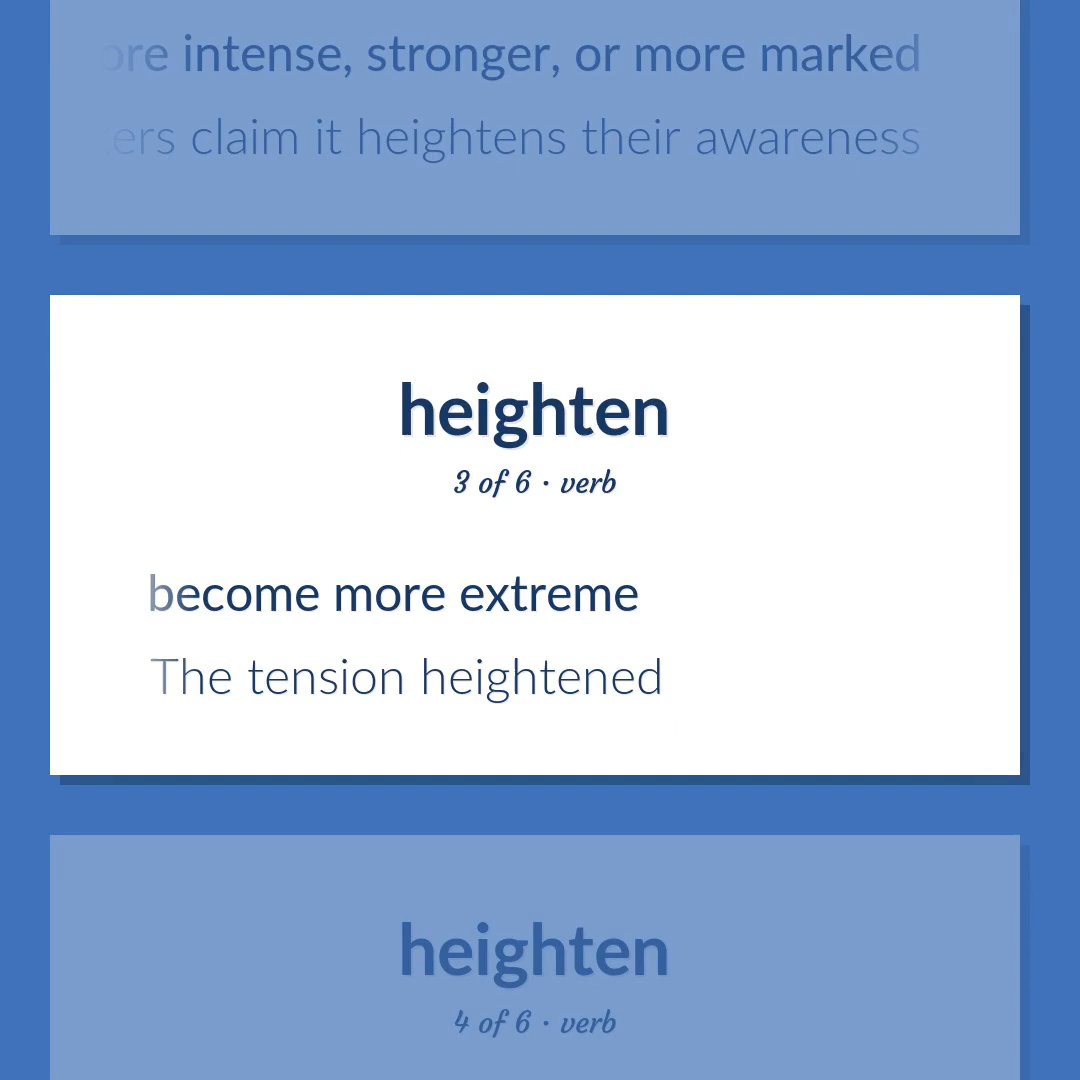 intense, stronger, or more marked
claim it heightens their awareness
heighten
3 of 6 · verb
become more extreme
The tension heightened
heighten
4 of 6 · verb